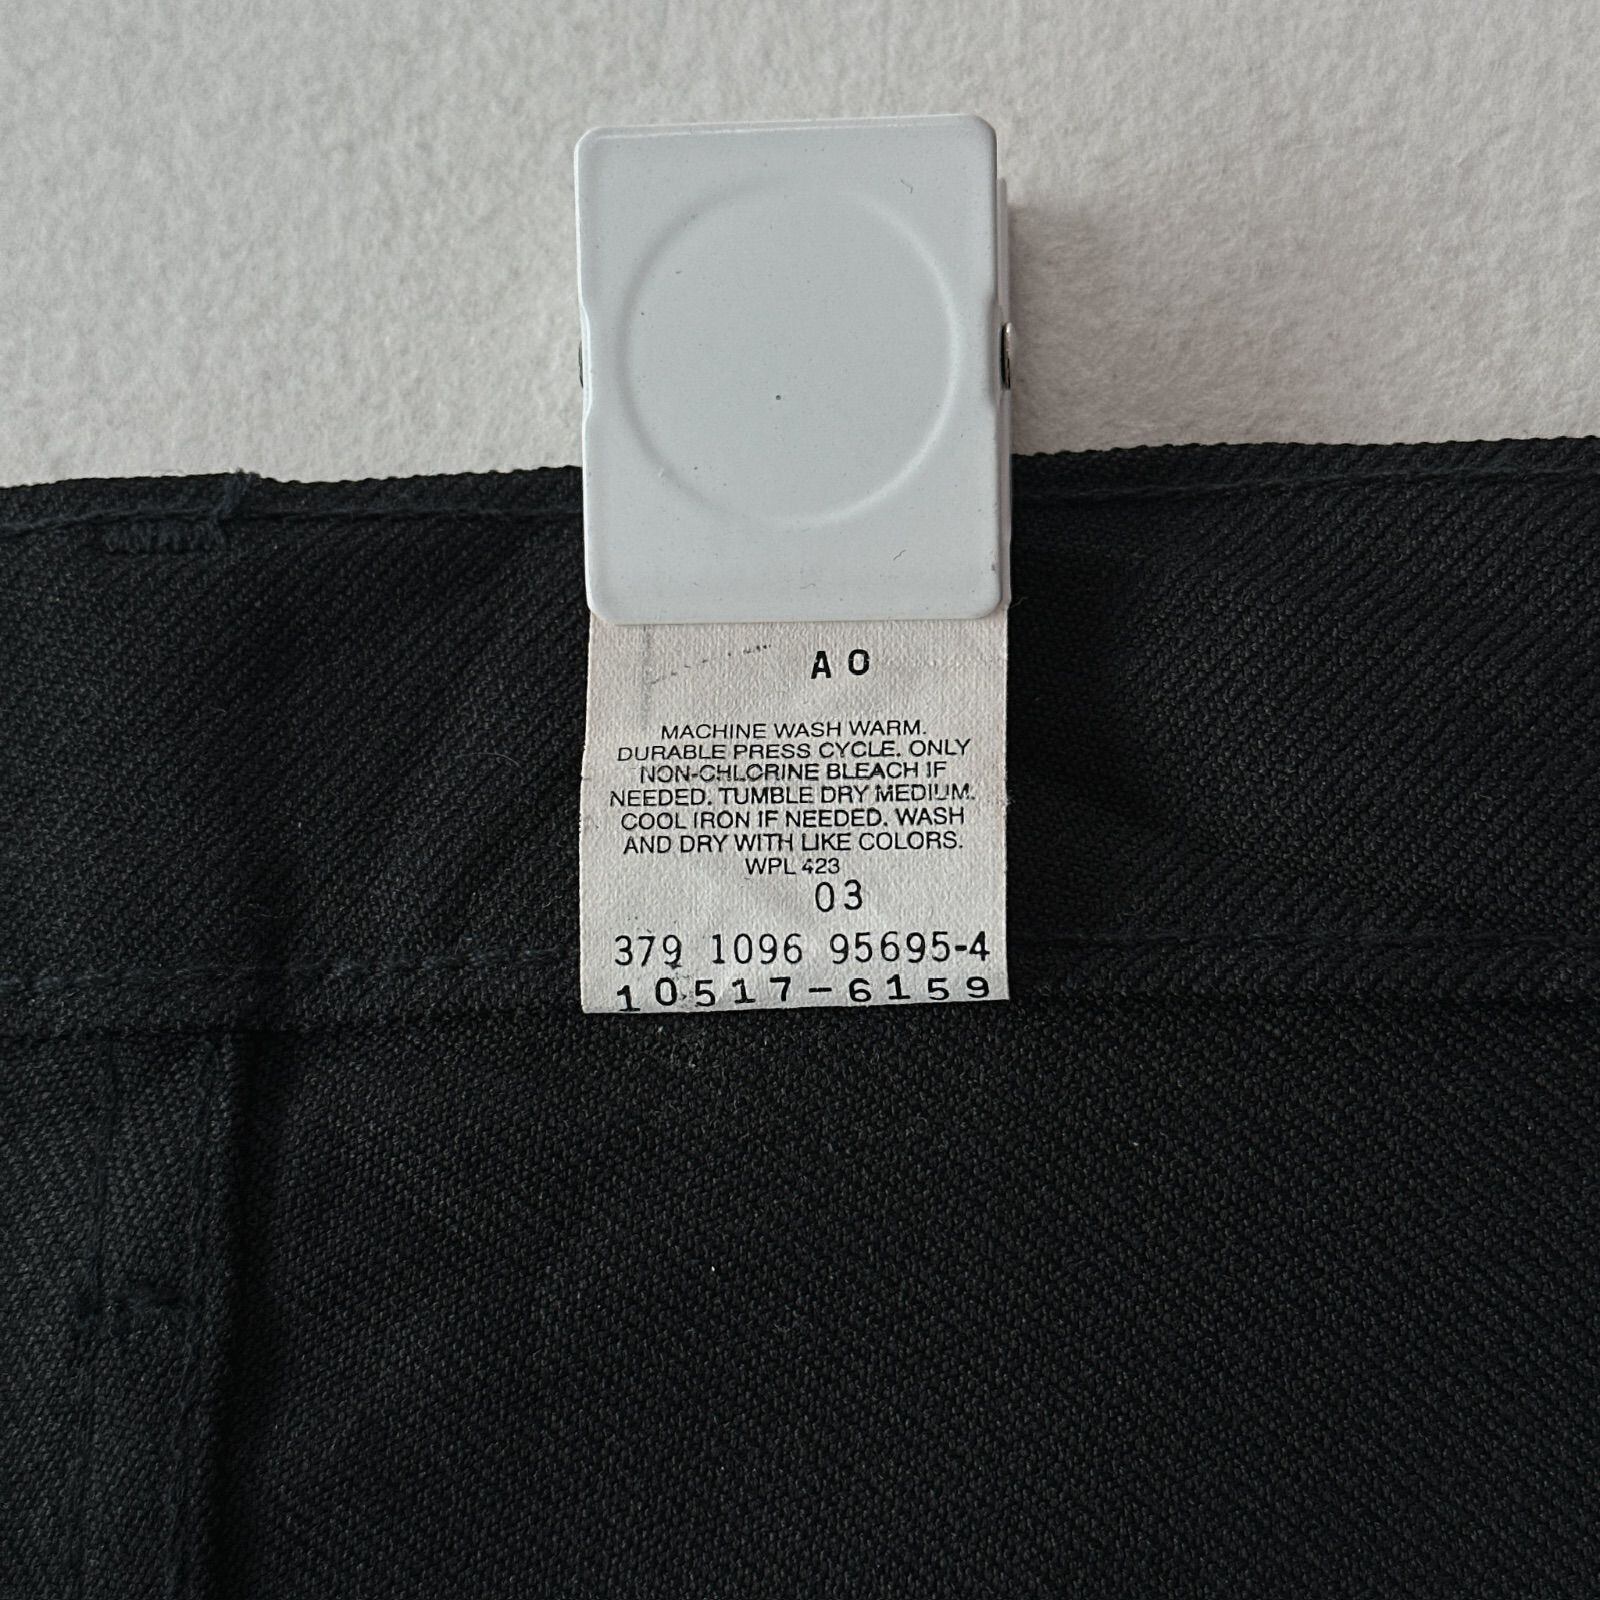 A O
MACHINE WASH WARM.
DURABLE PRESS CYCLE. ONLY
NON-CHLORINE BLEACH IF
NEEDED. TUMBLE DRY MEDIUM.
COOL IRON IF NEEDED. WASH
AND DRY WITH LIKE COLORS.
WPL 423
03
379 1096 95695-4
10517-6159